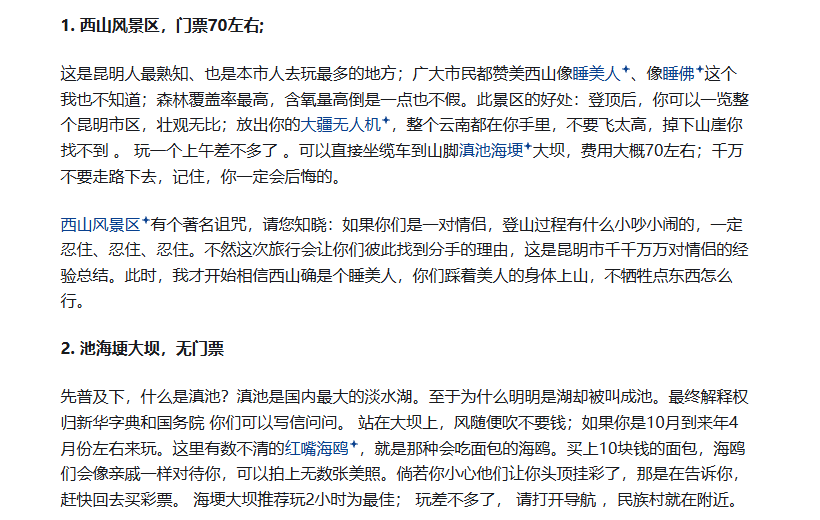 1. 西山风景区，门票70左右;
这是昆明人最熟知、也是本市人去玩最多的地方；广大市民都赞美西山像睡美人、像睡佛这个
我也不知道；森林覆盖率最高，含氧量高倒是一点也不假。此景区的好处：登顶后，你可以一览整
个昆明市区，壮观无比；放出你的大疆无人机，整个云南都在你手里，不要飞太高，掉下山崖你
找不到 。 玩一个上午差不多了 。可以直接坐缆车到山脚滇池海埂大坝，费用大概70左右；千万
不要走路下去，记住，你一定会后悔的。
西山风景区有个著名诅咒，请您知晓：如果你们是一对情侣，登山过程有什么小吵小闹的，一定
忍住、忍住、忍住。不然这次旅行会让你们彼此找到分手的理由，这是昆明市千千万万对情侣的经
验总结。此时，我才开始相信西山确是个睡美人，你们踩着美人的身体上山，不牺牲点东西怎么
行。
2. 池海埂大坝，无门票
先普及下，什么是滇池？滇池是国内最大的淡水湖。至于为什么明明是湖却被叫成池。最终解释权
归新华字典和国务院 你们可以写信问问。 站在大坝上，风随便吹不要钱；如果你是10月到来年4
月份左右来玩。这里有数不清的红嘴海鸥，就是那种会吃面包的海鸥。买上10块钱的面包，海鸥
们会像亲戚一样对待你，可以拍上无数张美照。倘若你小心他们让你头顶挂彩了，那是在告诉你，
赶快回去买彩票。 海埂大坝推荐玩2小时为最佳； 玩差不多了， 请打开导航 ，民族村就在附近。